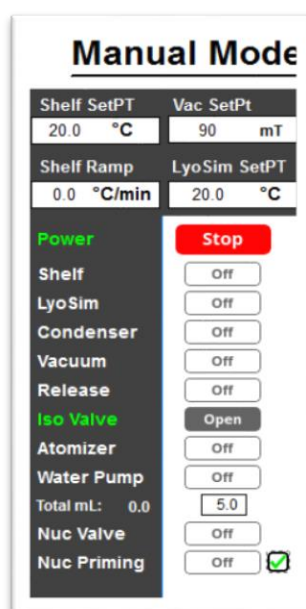 Manual Mode
Shelf SetPT Vac SetPt
20.0 °C 90 mT
Shelf Ramp LyoSim SetPT
0.0 °C/min 20.0 °C
Power Stop
Shelf Off
LyoSim Off
Condenser Off
Vacuum Off
Release Off
Iso Valve Open
Atomizer Off
Water Pump Off
Total mL: 0.0 5.0
Nuc Valve Off
Nuc Priming Off